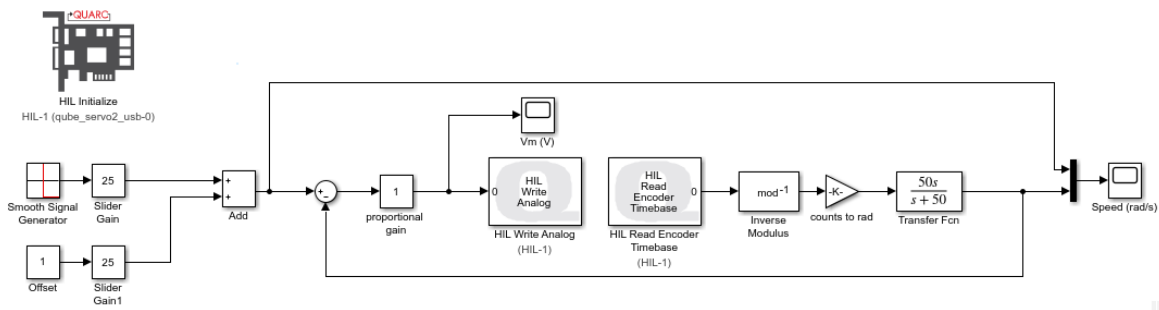 QUARC
HIL Initialize
HIL-1 (qube_servo2_usb-0)
Vm (V)
25
Smooth Signal
Generator
Slider
Gain
+
+
Add
+
−
1
proportional
gain
0
HIL
Write
Analog
HIL Write Analog
(HIL-1)
HIL
Read
Encoder
Timebase
0
HIL Read Encoder
Timebase
(HIL-1)
mod-1
Inverse
Modulus
-K-
counts to rad
50s
s + 50
Transfer Fcn
Speed (rad/s)
1
Offset
25
Slider
Gain1